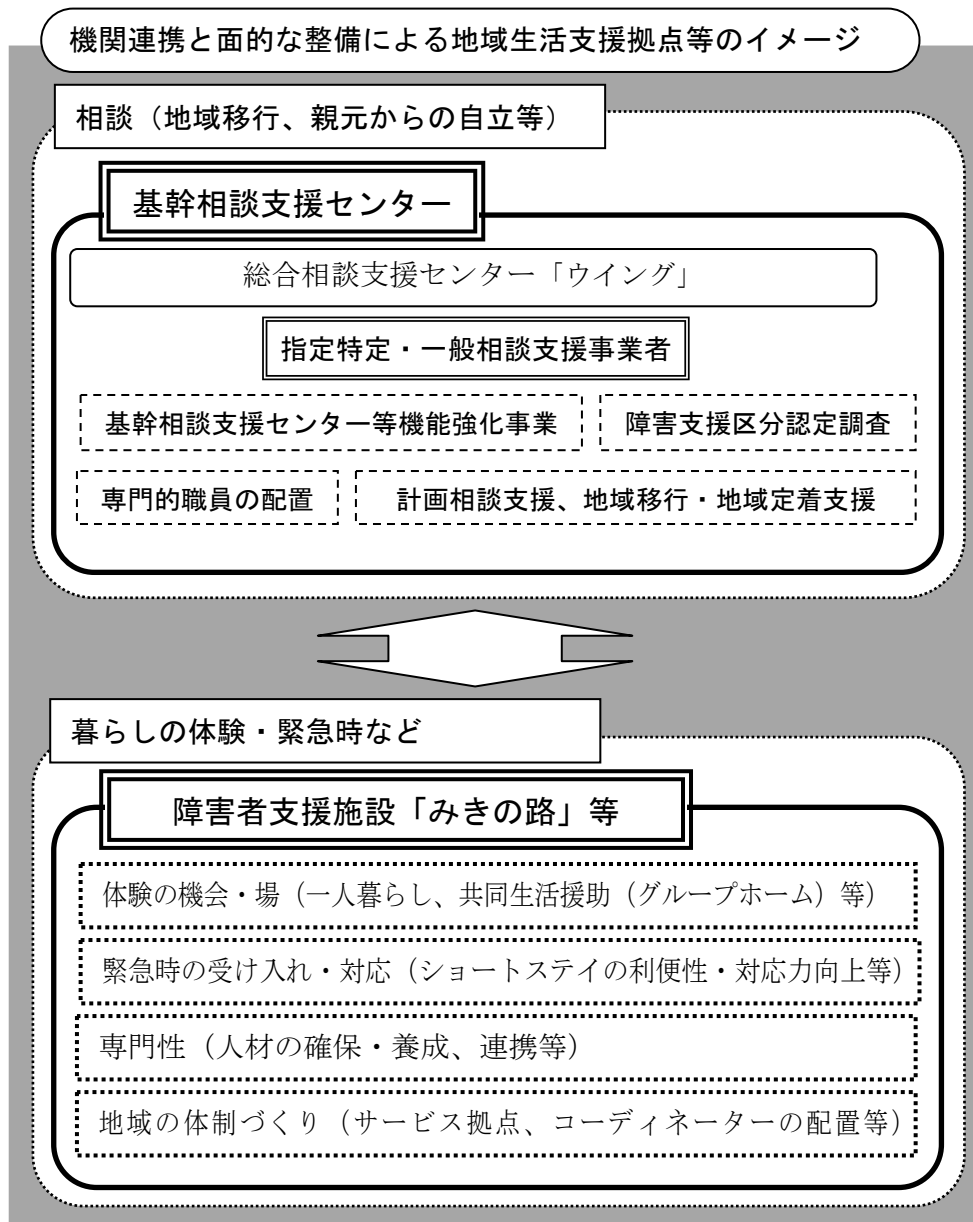 機関連携と面的な整備による地域生活支援拠点等のイメージ
相談（地域移行、親元からの自立等）
基幹相談支援センター
総合相談支援センター「ウイング」
指定特定・一般相談支援事業者
基幹相談支援センター等機能強化事業
障害支援区分認定調査
専門的職員の配置
計画相談支援、地域移行・地域定着支援
暮らしの体験・緊急時など
障害者支援施設「みきの路」等
体験の機会・場（一人暮らし、共同生活援助（グループホーム）等）
緊急時の受け入れ・対応（ショートステイの利便性・対応力向上等）
専門性（人材の確保・養成、連携等）
地域の体制づくり（サービス拠点、コーディネーターの配置等）